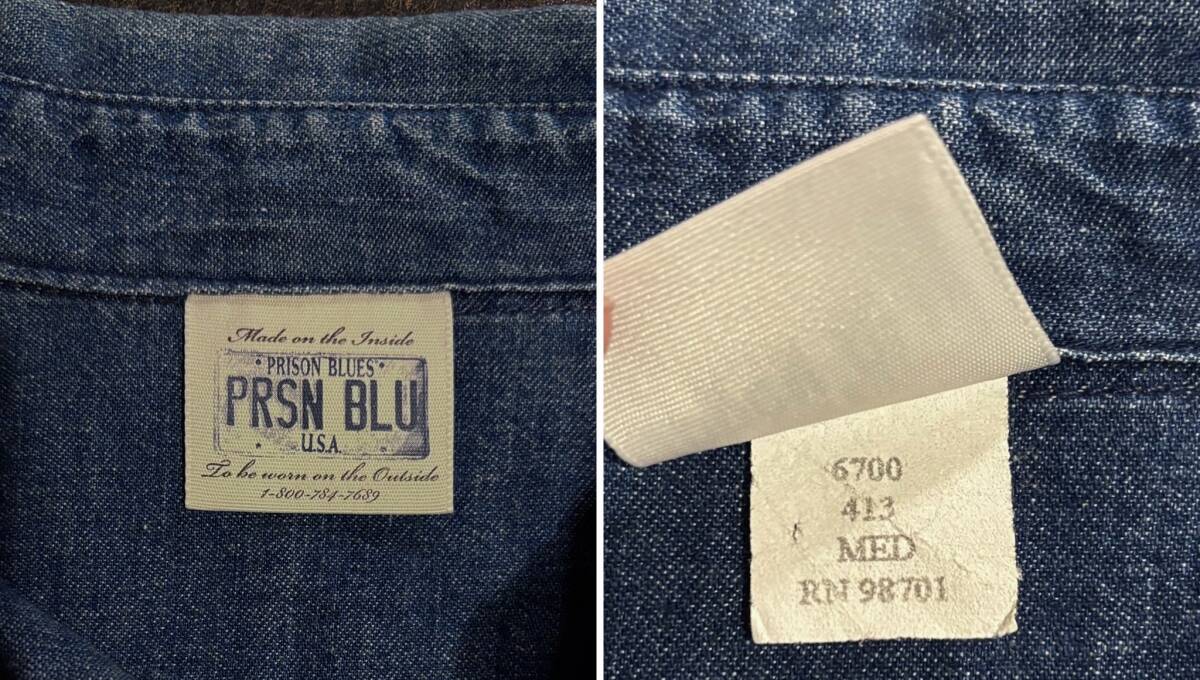 Made on the Inside
PRISON BLUES
PRSN BLU
U.S.A.
To be worn on the Outside
1-800-784-7689
6700
413
MED
RN 98701